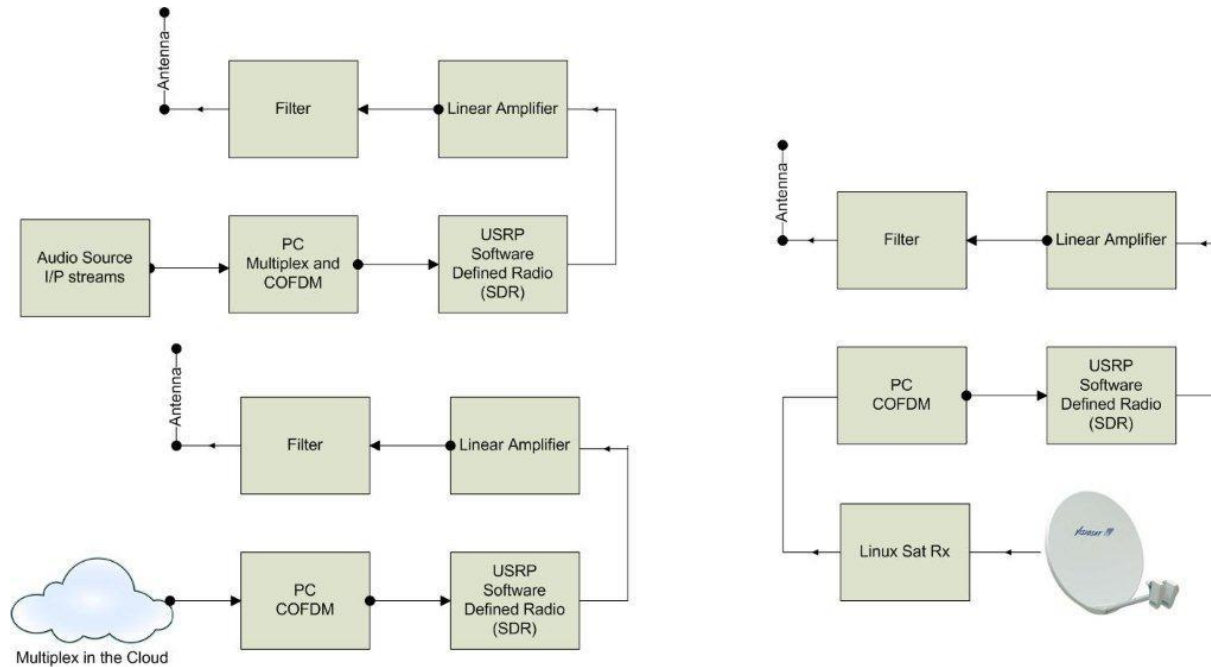 Antenna
Filter
Linear Amplifier
Audio Source
I/P streams
PC
Multiplex and
COFDM
USRP
Software
Defined Radio
(SDR)
Antenna
Filter
Linear Amplifier
Multiplex in the Cloud
PC
COFDM
USRP
Software
Defined Radio
(SDR)
Antenna
Filter
Linear Amplifier
PC
COFDM
USRP
Software
Defined Radio
(SDR)
Linux Sat Rx